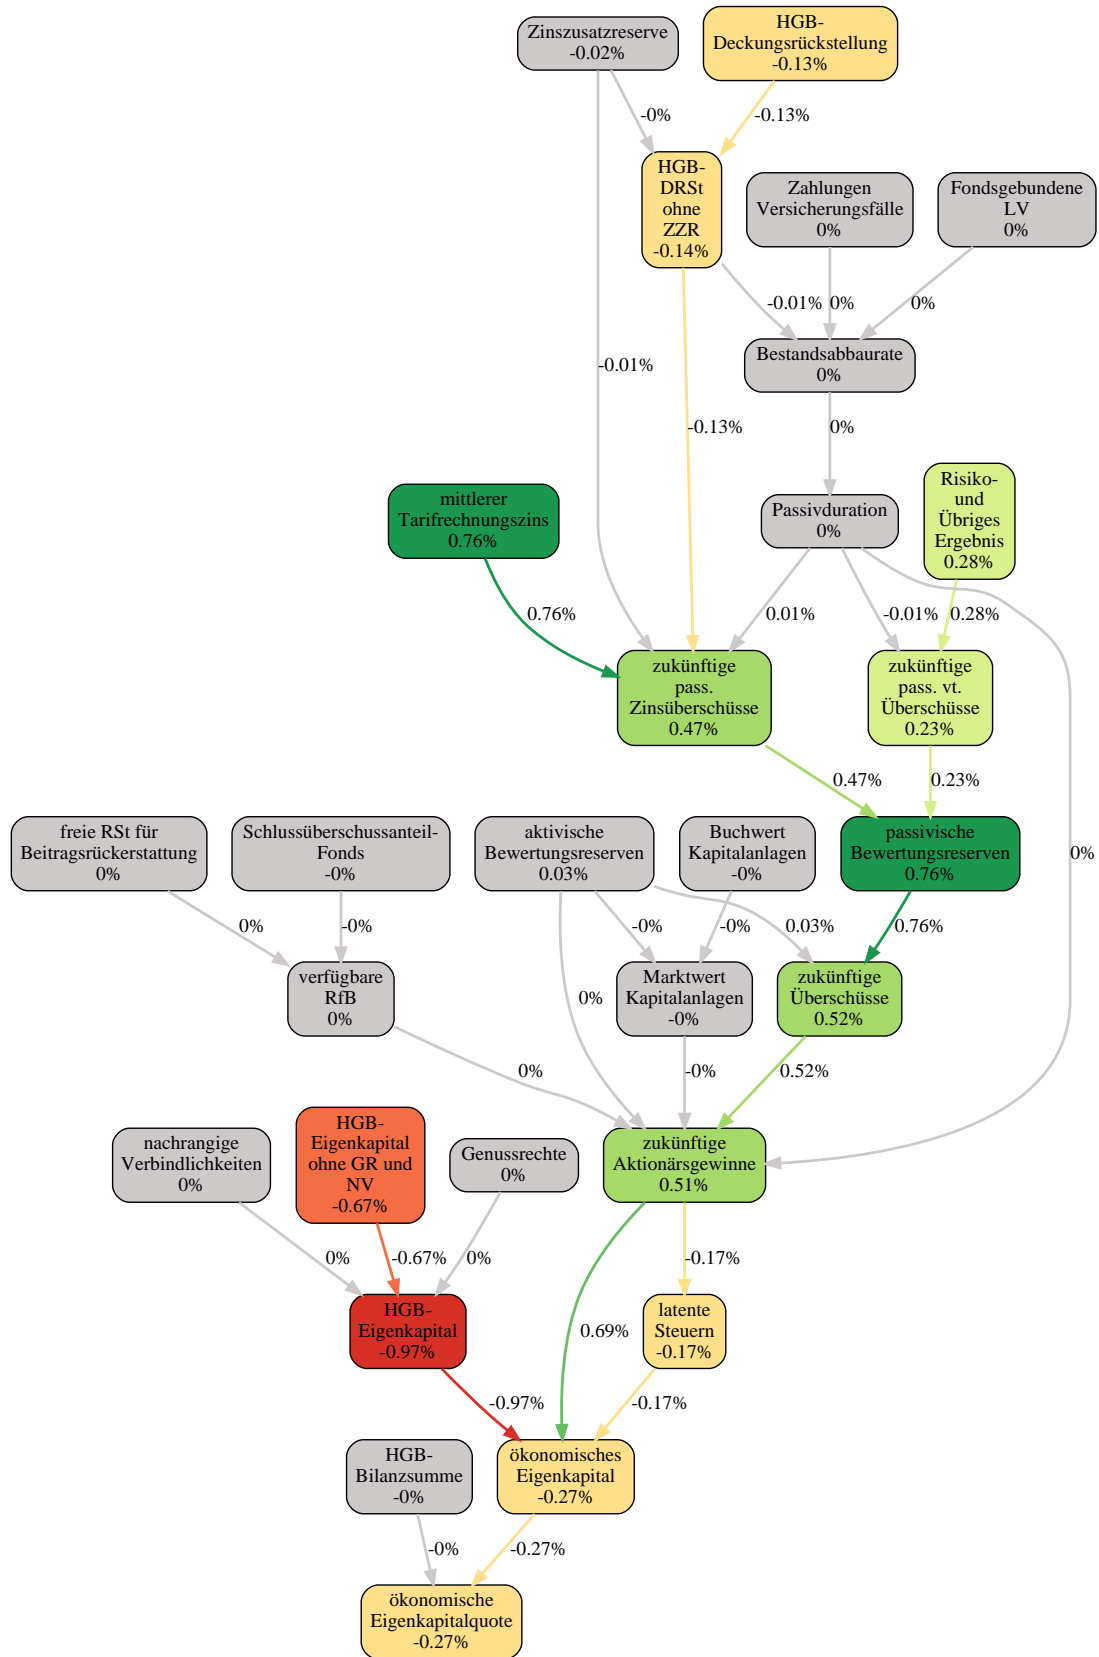 Zinszusatzreserve
-0.02%
HGB-
Deckungsrückstellung
-0.13%
-0%
-0.13%
HGB-
DRSt
ohne
ZZR
-0.14%
Zahlungen
Versicherungsfälle
0%
Fondsgebundene
LV
0%
-0.01%
0%
0%
Bestandsabbaurate
0%
-0.01%
-0.13%
0%
mittlerer
Tarifrechnungszins
0.76%
Passivduration
0%
Risiko-
und
Übriges
Ergebnis
0.28%
0.76%
0.01%
-0.01%
0.28%
zukünftige
pass.
Zinsüberschüsse
0.47%
zukünftige
pass. vt.
Überschüsse
0.23%
0.47%
0.23%
freie RSt für
Beitragsrückerstattung
0%
Schlussüberschussanteil-
Fonds
-0%
aktivische
Bewertungsreserven
0.03%
Buchwert
Kapitalanlagen
-0%
passivische
Bewertungsreserven
0.76%
0%
0%
-0%
-0%
-0%
0.03%
0.76%
verfügbare
RfB
0%
0%
Marktwert
Kapitalanlagen
-0%
zukünftige
Überschüsse
0.52%
0%
-0%
0.52%
nachrangige
Verbindlichkeiten
0%
HGB-
Eigenkapital
ohne GR und
NV
-0.67%
Genussrechte
0%
zukünftige
Aktionärsgewinne
0.51%
0%
-0.67%
0%
-0.17%
HGB-
Eigenkapital
-0.97%
0.69%
latente
Steuern
-0.17%
-0.97%
-0.17%
HGB-
Bilanzsumme
-0%
ökonomisches
Eigenkapital
-0.27%
-0%
-0.27%
ökonomische
Eigenkapitalquote
-0.27%